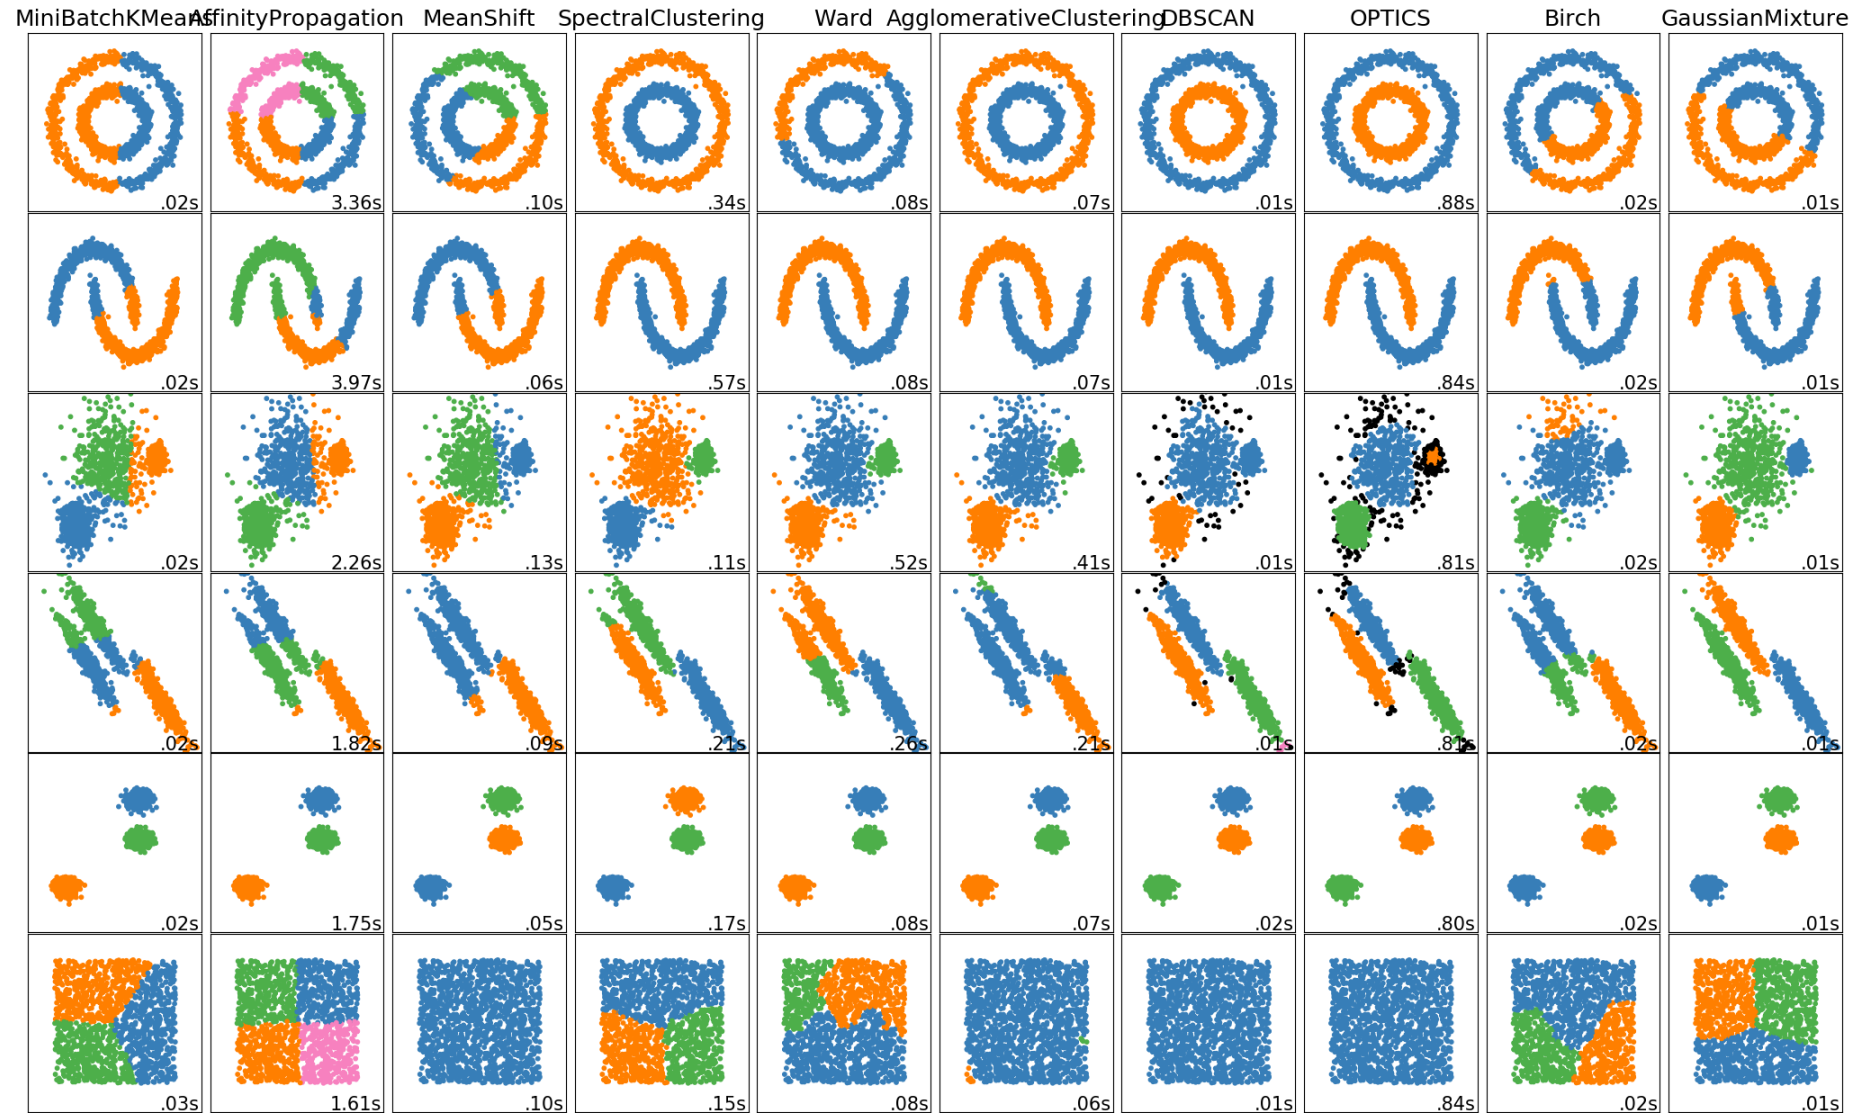 MiniBatchKMeans AffinityPropagation MeanShift SpectralClustering Ward AgglomerativeClustering DBSCAN OPTICS Birch GaussianMixture
.02s 3.36s .10s .34s .08s .07s .01s .88s .02s .01s
.02s 3.97s .06s .57s .08s .07s .01s .84s .02s .01s
.02s 2.26s .13s .11s .52s .41s .01s .81s .02s .01s
.02s 1.82s .09s .21s .26s .21s .01s .81s .02s .01s
.02s 1.75s .05s .17s .08s .07s .02s .80s .02s .01s
.03s 1.61s .10s .15s .08s .06s .01s .84s .02s .01s